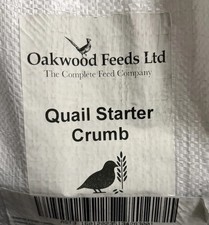 Oakwood Feeds Ltd
The Complete Feed Company
Quail Starter
Crumb